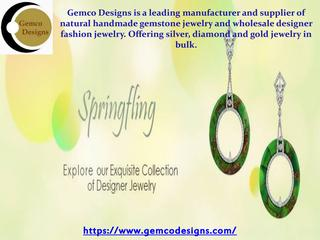 Gemco
Designs
Gemco Designs is a leading manufacturer and supplier of
natural handmade gemstone jewelry and wholesale designer
fashion jewelry. Offering silver, diamond and gold jewelry in
bulk.
Springfling
Explore our Exquisite Collection
of Designer Jewelry
https://www.gemcodesigns.com/